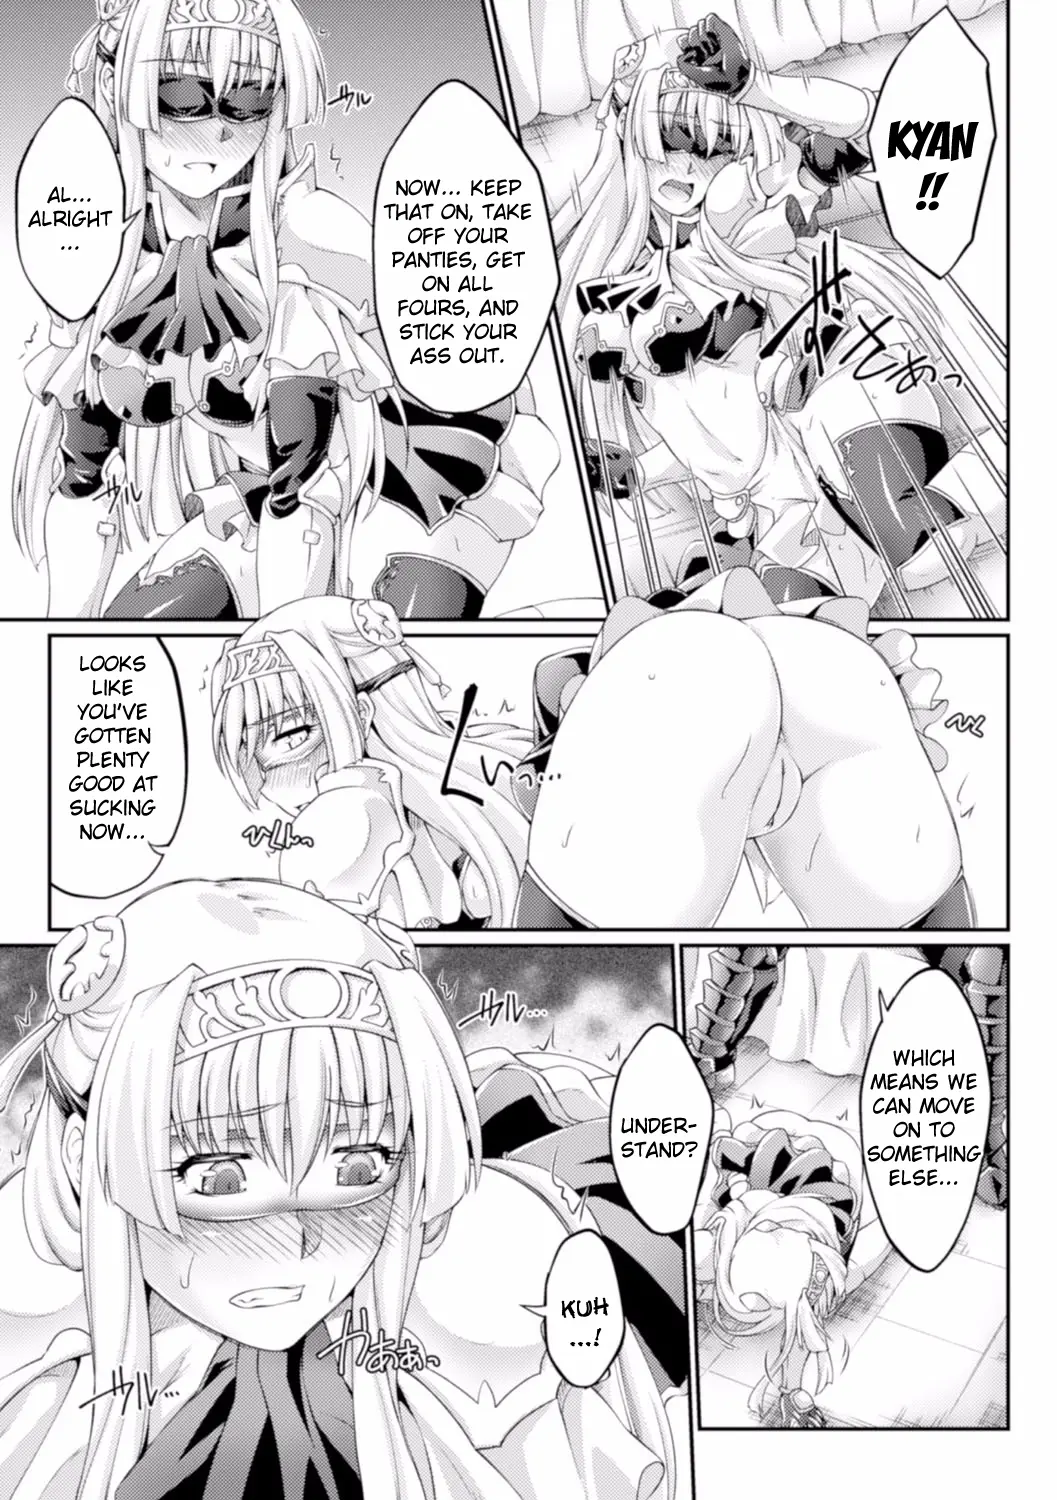 KYAN
!!
NOW... KEEP
THAT ON, TAKE
OFF YOUR
PANTIES, GET
ON ALL
FOURS, AND
STICK YOUR
ASS OUT.
AL...
ALRIGHT
...
LOOKS
LIKE
YOU'VE
GOTTEN
PLENTY
GOOD AT
SUCKING
NOW...
WHICH
MEANS WE
CAN MOVE
ON TO
SOMETHING
ELSE...
UNDER-
STAND?
KUH
...!